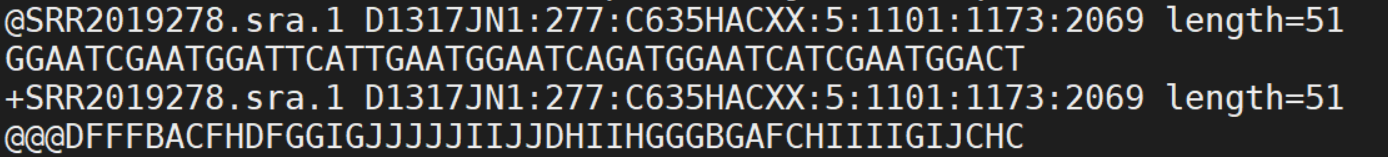 @SRR2019278.sra.1 D1317JN1:277:C635HACXX:5:1101:1173:2069 length=51
GGAATCGAATGGATTCATTGAATGGAATCAGATGGAATCATCGAATGGACT
+SRR2019278.sra.1 D1317JN1:277:C635HACXX:5:1101:1173:2069 length=51
@@@DFFFBACFHDFGGIGJJJJJIIJJDHIIHGGGBGAFCHIIIIGIJCHC